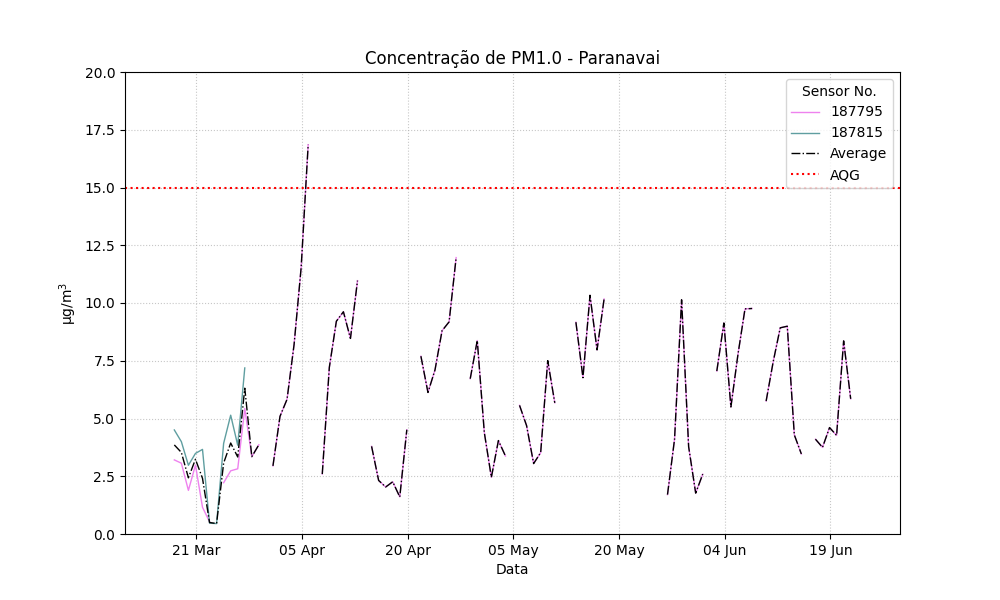 Concentração de PM1.0 - Paranavai
20.0
17.5
15.0
12.5
10.0
7.5
5.0
2.5
0.0
µg/m³
Sensor No.
187795
187815
Average
AQG
21 Mar
05 Apr
20 Apr
05 May
20 May
04 Jun
19 Jun
Data